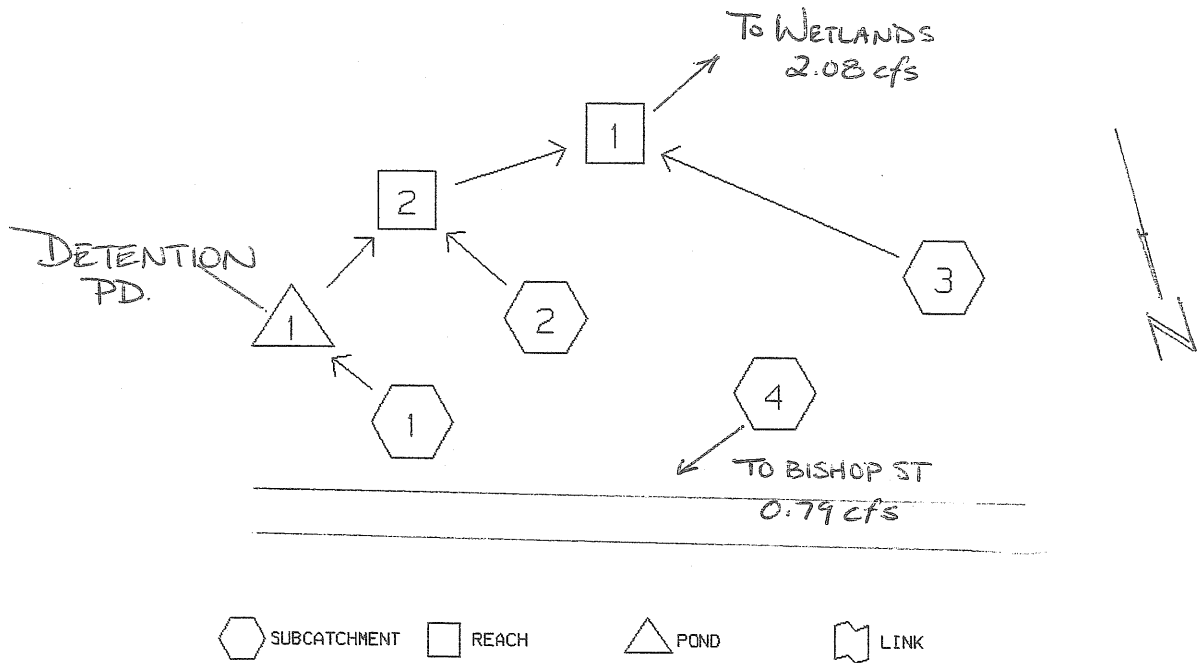 To WETLANDS
2.08 cfs
1
2
DETENTION
PD.
3
1
2
4
1
TO BISHOP ST
0.79 cfs
N
SUBCATCHMENT REACH POND LINK